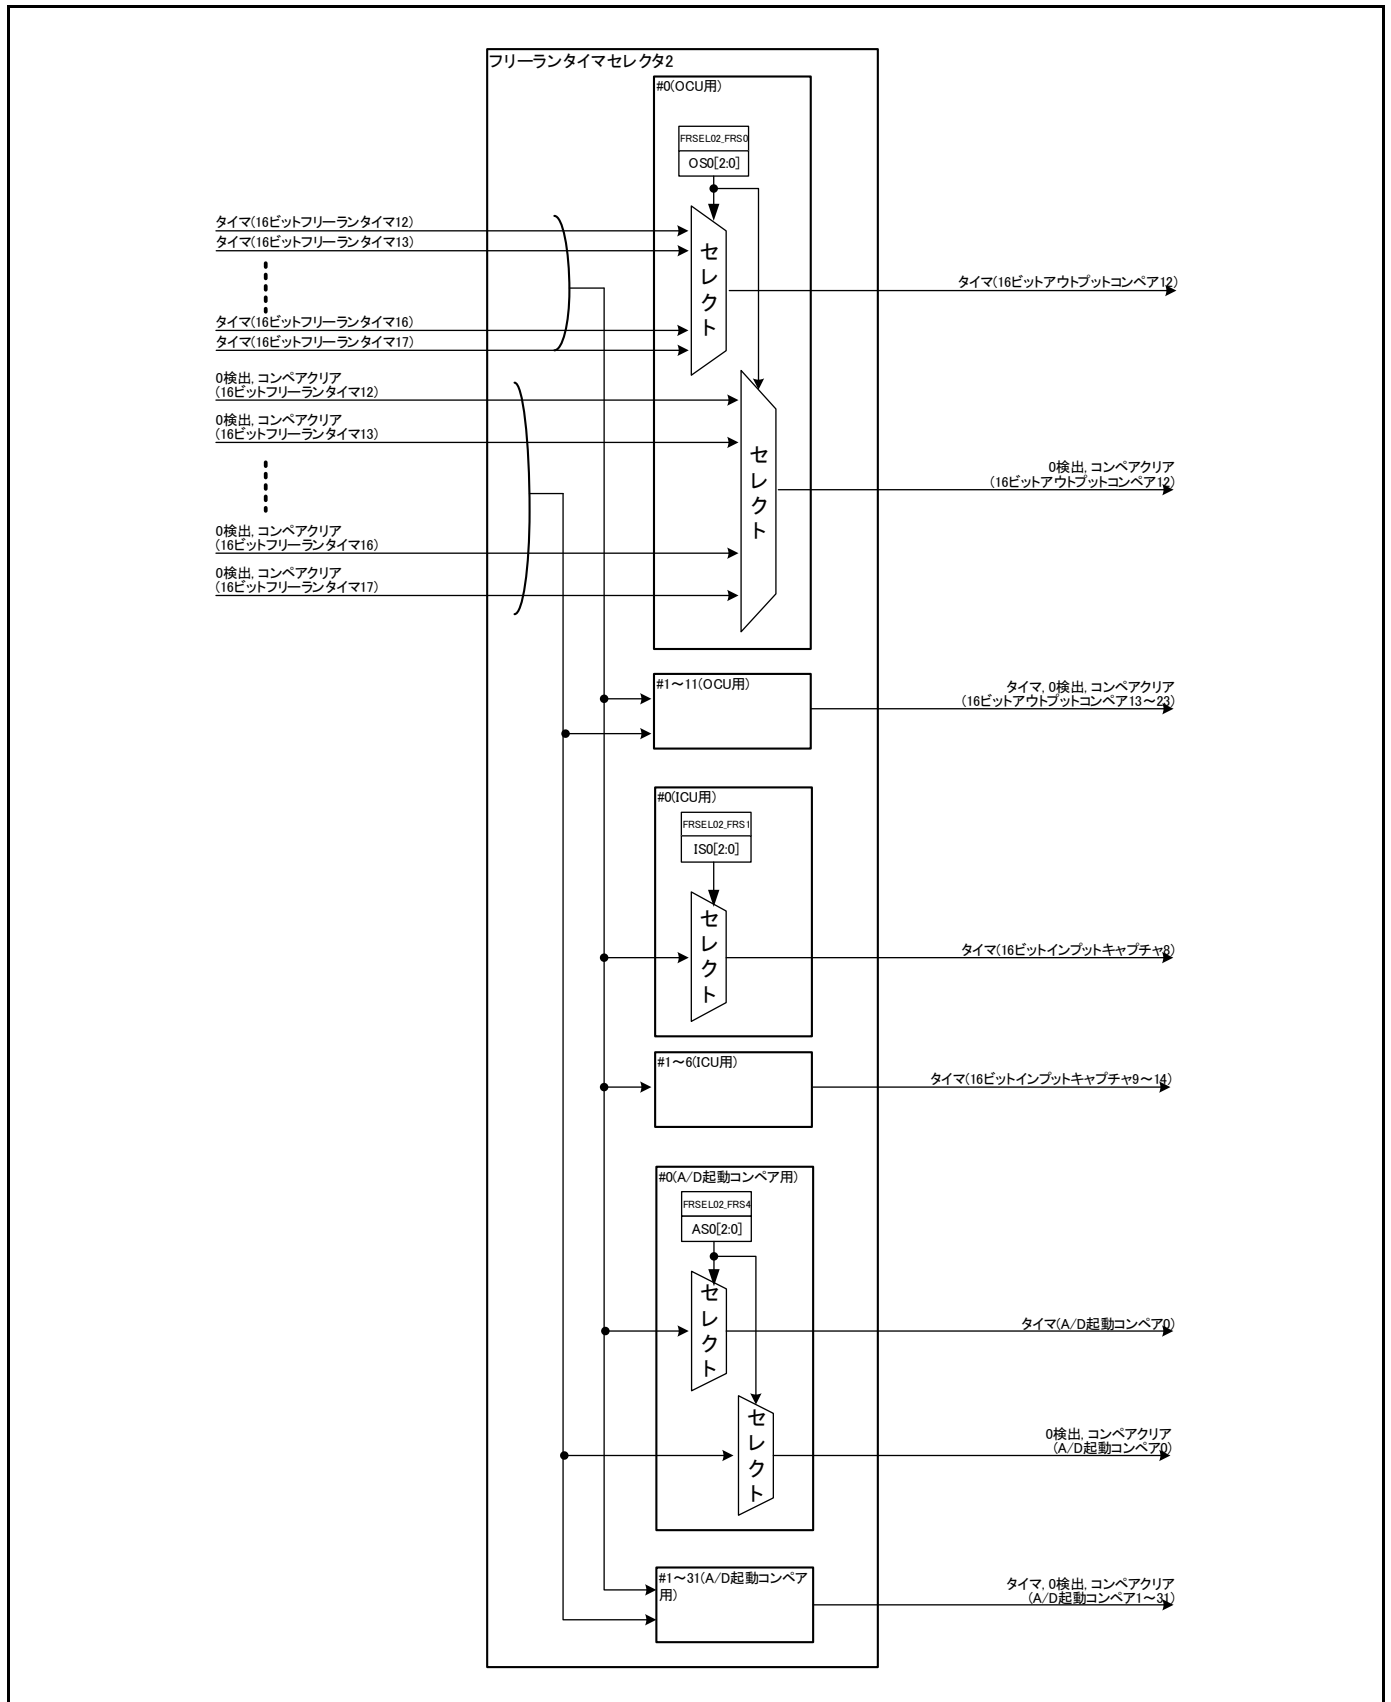 フリーランタイマセレクタ2
#0(OCU用)
FRSEL02_FRS0
OS0[2:0]
タイマ(16ビットフリーランタイマ12)
タイマ(16ビットフリーランタイマ13)
タイマ(16ビットフリーランタイマ16)
タイマ(16ビットフリーランタイマ17)
セレクト
タイマ(16ビットアウトプットコンペア12)
0検出, コンペアクリア
(16ビットフリーランタイマ12)
0検出, コンペアクリア
(16ビットフリーランタイマ13)
0検出, コンペアクリア
(16ビットフリーランタイマ16)
0検出, コンペアクリア
(16ビットフリーランタイマ17)
セレクト
0検出, コンペアクリア
(16ビットアウトプットコンペア12)
#1～11(OCU用)
タイマ, 0検出, コンペアクリア
(16ビットアウトプットコンペア13～23)
#0(ICU用)
FRSEL02_FRS1
IS0[2:0]
セレクト
タイマ(16ビットインプットキャプチャ8)
#1～6(ICU用)
タイマ(16ビットインプットキャプチャ9～14)
#0(A/D起動コンペア用)
FRSEL02_FRS4
AS0[2:0]
セレクト
タイマ(A/D起動コンペア0)
セレクト
0検出, コンペアクリア
(A/D起動コンペア0)
#1～31(A/D起動コンペア
用)
タイマ, 0検出, コンペアクリア
(A/D起動コンペア1～31)